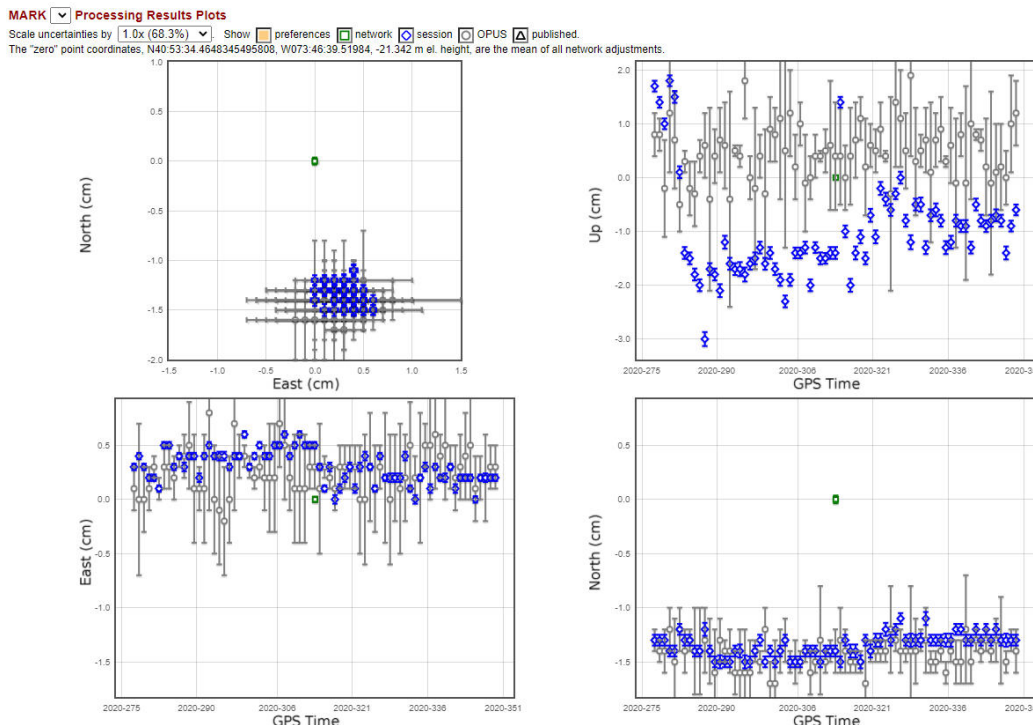 MARK Processing Results Plots
Scale uncertainties by 1.0x (68.3%). Show preferences network session OPUS published.
The "zero" point coordinates, N40:53:34.4648345495808, W073:46:39.51984, -21.342 m el. height, are the mean of all network adjustments.
1.0
0.5
0.0
-0.5
-1.0
-1.5
-2.0
North (cm)
-1.5 -1.0 -0.5 0.0 0.5 1.0 1.5
East (cm)
2.0
1.0
0.0
-1.0
-2.0
-3.0
Up (cm)
2020-275 2020-290 2020-305 2020-321 2020-336 2020-3
GPS Time
0.5
0.0
-0.5
-1.0
-1.5
East (cm)
2020-275 2020-290 2020-305 2020-321 2020-336 2020-351
GPS Time
0.5
0.0
-0.5
-1.0
-1.5
North (cm)
2020-275 2020-290 2020-305 2020-321 2020-336 2020-3
GPS Time